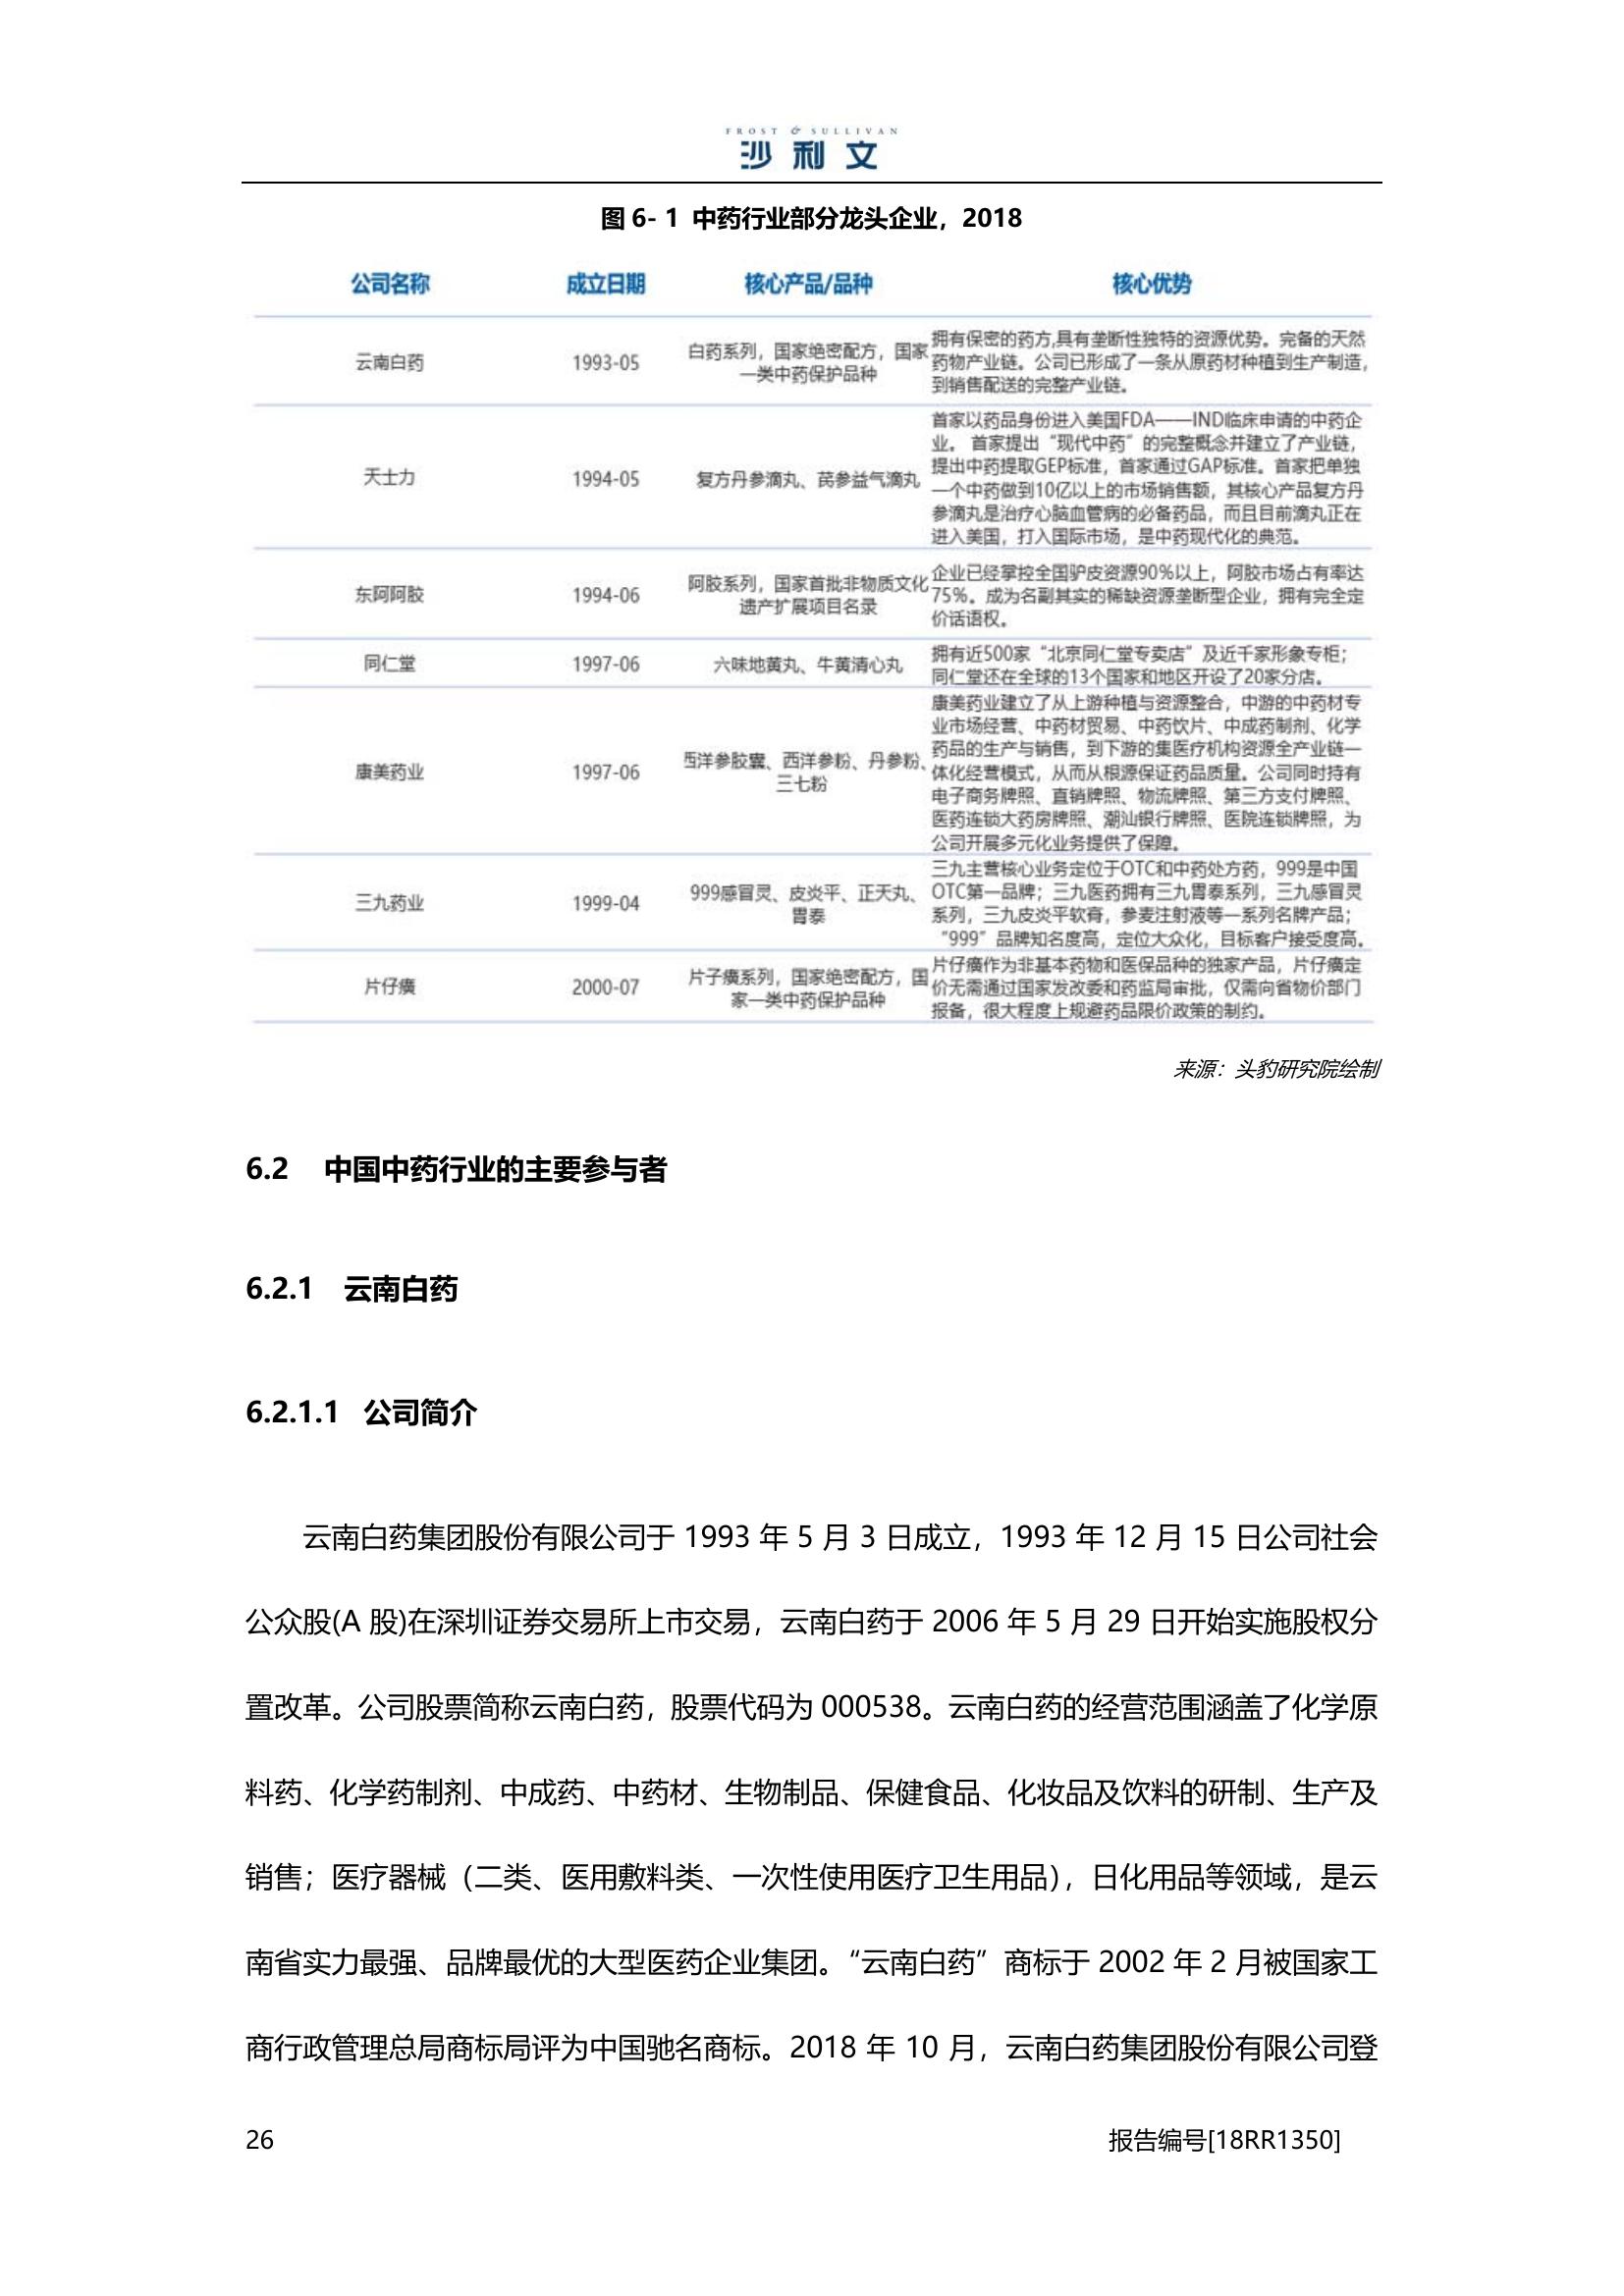 FROST & SULLIVAN
沙利文
图 6- 1 中药行业部分龙头企业，2018
公司名称 成立日期 核心产品/品种 核心优势
云南白药 1993-05
白药系列，国家绝密配方，国家
一类中药保护品种
拥有保密的药方,具有垄断性独特的资源优势。完备的天然
药物产业链。公司已形成了一条从原药材种植到生产制造，
到销售配送的完整产业链。
天士力 1994-05 复方丹参滴丸、芪参益气滴丸
首家以药品身份进入美国FDA——IND临床申请的中药企
业。 首家提出“现代中药”的完整概念并建立了产业链，
提出中药提取GEP标准，首家通过GAP标准。首家把单独
一个中药做到10亿以上的市场销售额，其核心产品复方丹
参滴丸是治疗心脑血管病的必备药品，而且目前滴丸正在
进入美国，打入国际市场，是中药现代化的典范。
东阿阿胶 1994-06
阿胶系列，国家首批非物质文化
遗产扩展项目名录
企业已经掌控全国驴皮资源90%以上，阿胶市场占有率达
75%。成为名副其实的稀缺资源垄断型企业，拥有完全定
价话语权。
同仁堂 1997-06 六味地黄丸、牛黄清心丸
拥有近500家“北京同仁堂专卖店”及近千家形象专柜；
同仁堂还在全球的13个国家和地区开设了20家分店。
康美药业 1997-06
西洋参胶囊、西洋参粉、丹参粉、
三七粉
康美药业建立了从上游种植与资源整合，中游的中药材专
业市场经营、中药材贸易、中药饮片、中成药制剂、化学
药品的生产与销售，到下游的集医疗机构资源全产业链一
体化经营模式，从而从根源保证药品质量。公司同时持有
电子商务牌照、直销牌照、物流牌照、第三方支付牌照、
医药连锁大药房牌照、潮汕银行牌照、医院连锁牌照，为
公司开展多元化业务提供了保障。
三九药业 1999-04
999感冒灵、皮炎平、正天丸、
胃泰
三九主营核心业务定位于OTC和中药处方药，999是中国
OTC第一品牌；三九医药拥有三九胃泰系列，三九感冒灵
系列，三九皮炎平软膏，参麦注射液等一系列名牌产品；
“999”品牌知名度高，定位大众化，目标客户接受度高。
片仔癀 2000-07
片子癀系列，国家绝密配方，国
家一类中药保护品种
片仔癀作为非基本药物和医保品种的独家产品，片仔癀定
价无需通过国家发改委和药监局审批，仅需向省物价部门
报备，很大程度上规避药品限价政策的制约。
来源：头豹研究院绘制
6.2 中国中药行业的主要参与者
6.2.1 云南白药
6.2.1.1 公司简介
云南白药集团股份有限公司于 1993 年 5 月 3 日成立，1993 年 12 月 15 日公司社会
公众股(A 股)在深圳证券交易所上市交易，云南白药于 2006 年 5 月 29 日开始实施股权分
置改革。公司股票简称云南白药，股票代码为 000538。云南白药的经营范围涵盖了化学原
料药、化学药制剂、中成药、中药材、生物制品、保健食品、化妆品及饮料的研制、生产及
销售；医疗器械（二类、医用敷料类、一次性使用医疗卫生用品），日化用品等领域，是云
南省实力最强、品牌最优的大型医药企业集团。“云南白药”商标于 2002 年 2 月被国家工
商行政管理总局商标局评为中国驰名商标。2018 年 10 月，云南白药集团股份有限公司登
26 报告编号[18RR1350]